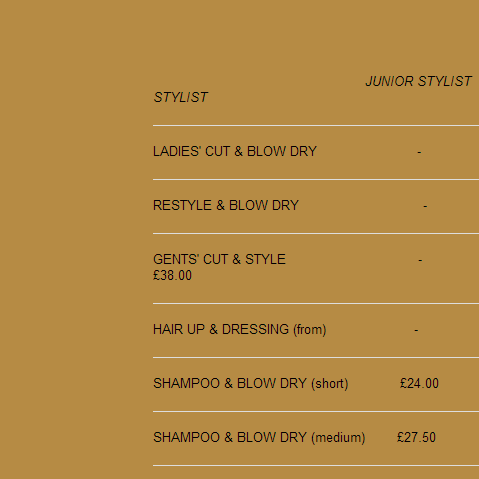 JUNIOR STYLIST
STYLIST
LADIES' CUT & BLOW DRY -
RESTYLE & BLOW DRY -
GENTS' CUT & STYLE -
£38.00
HAIR UP & DRESSING (from) -
SHAMPOO & BLOW DRY (short) £24.00
SHAMPOO & BLOW DRY (medium) £27.50